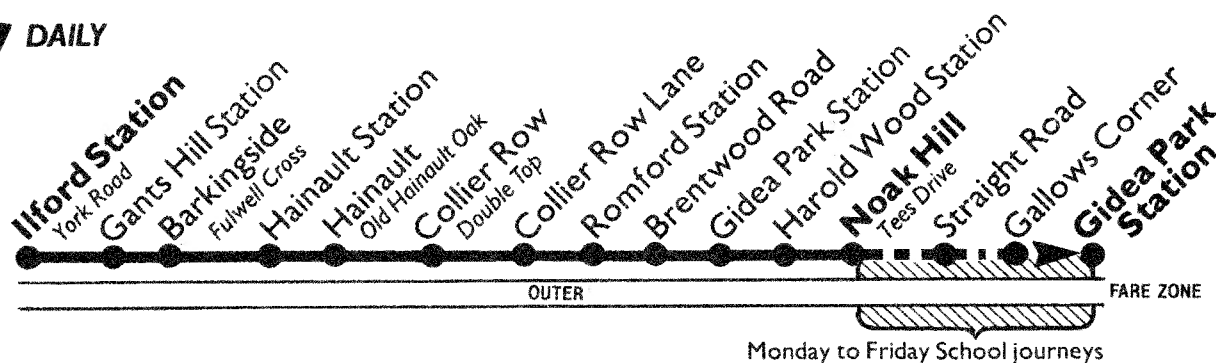 DAILY
Ilford Station
York Road
Gants Hill Station
Barkingside
Fulwell Cross
Hainault Station
Hainault
Old Hainault Oak
Collier Row
Double Top
Collier Row Lane
Romford Station
Brentwood Road
Gidea Park Station
Harold Wood Station
Noak Hill
Tees Drive
Straight Road
Gallows Corner
Gidea Park
Station
OUTER
FARE ZONE
Monday to Friday School journeys